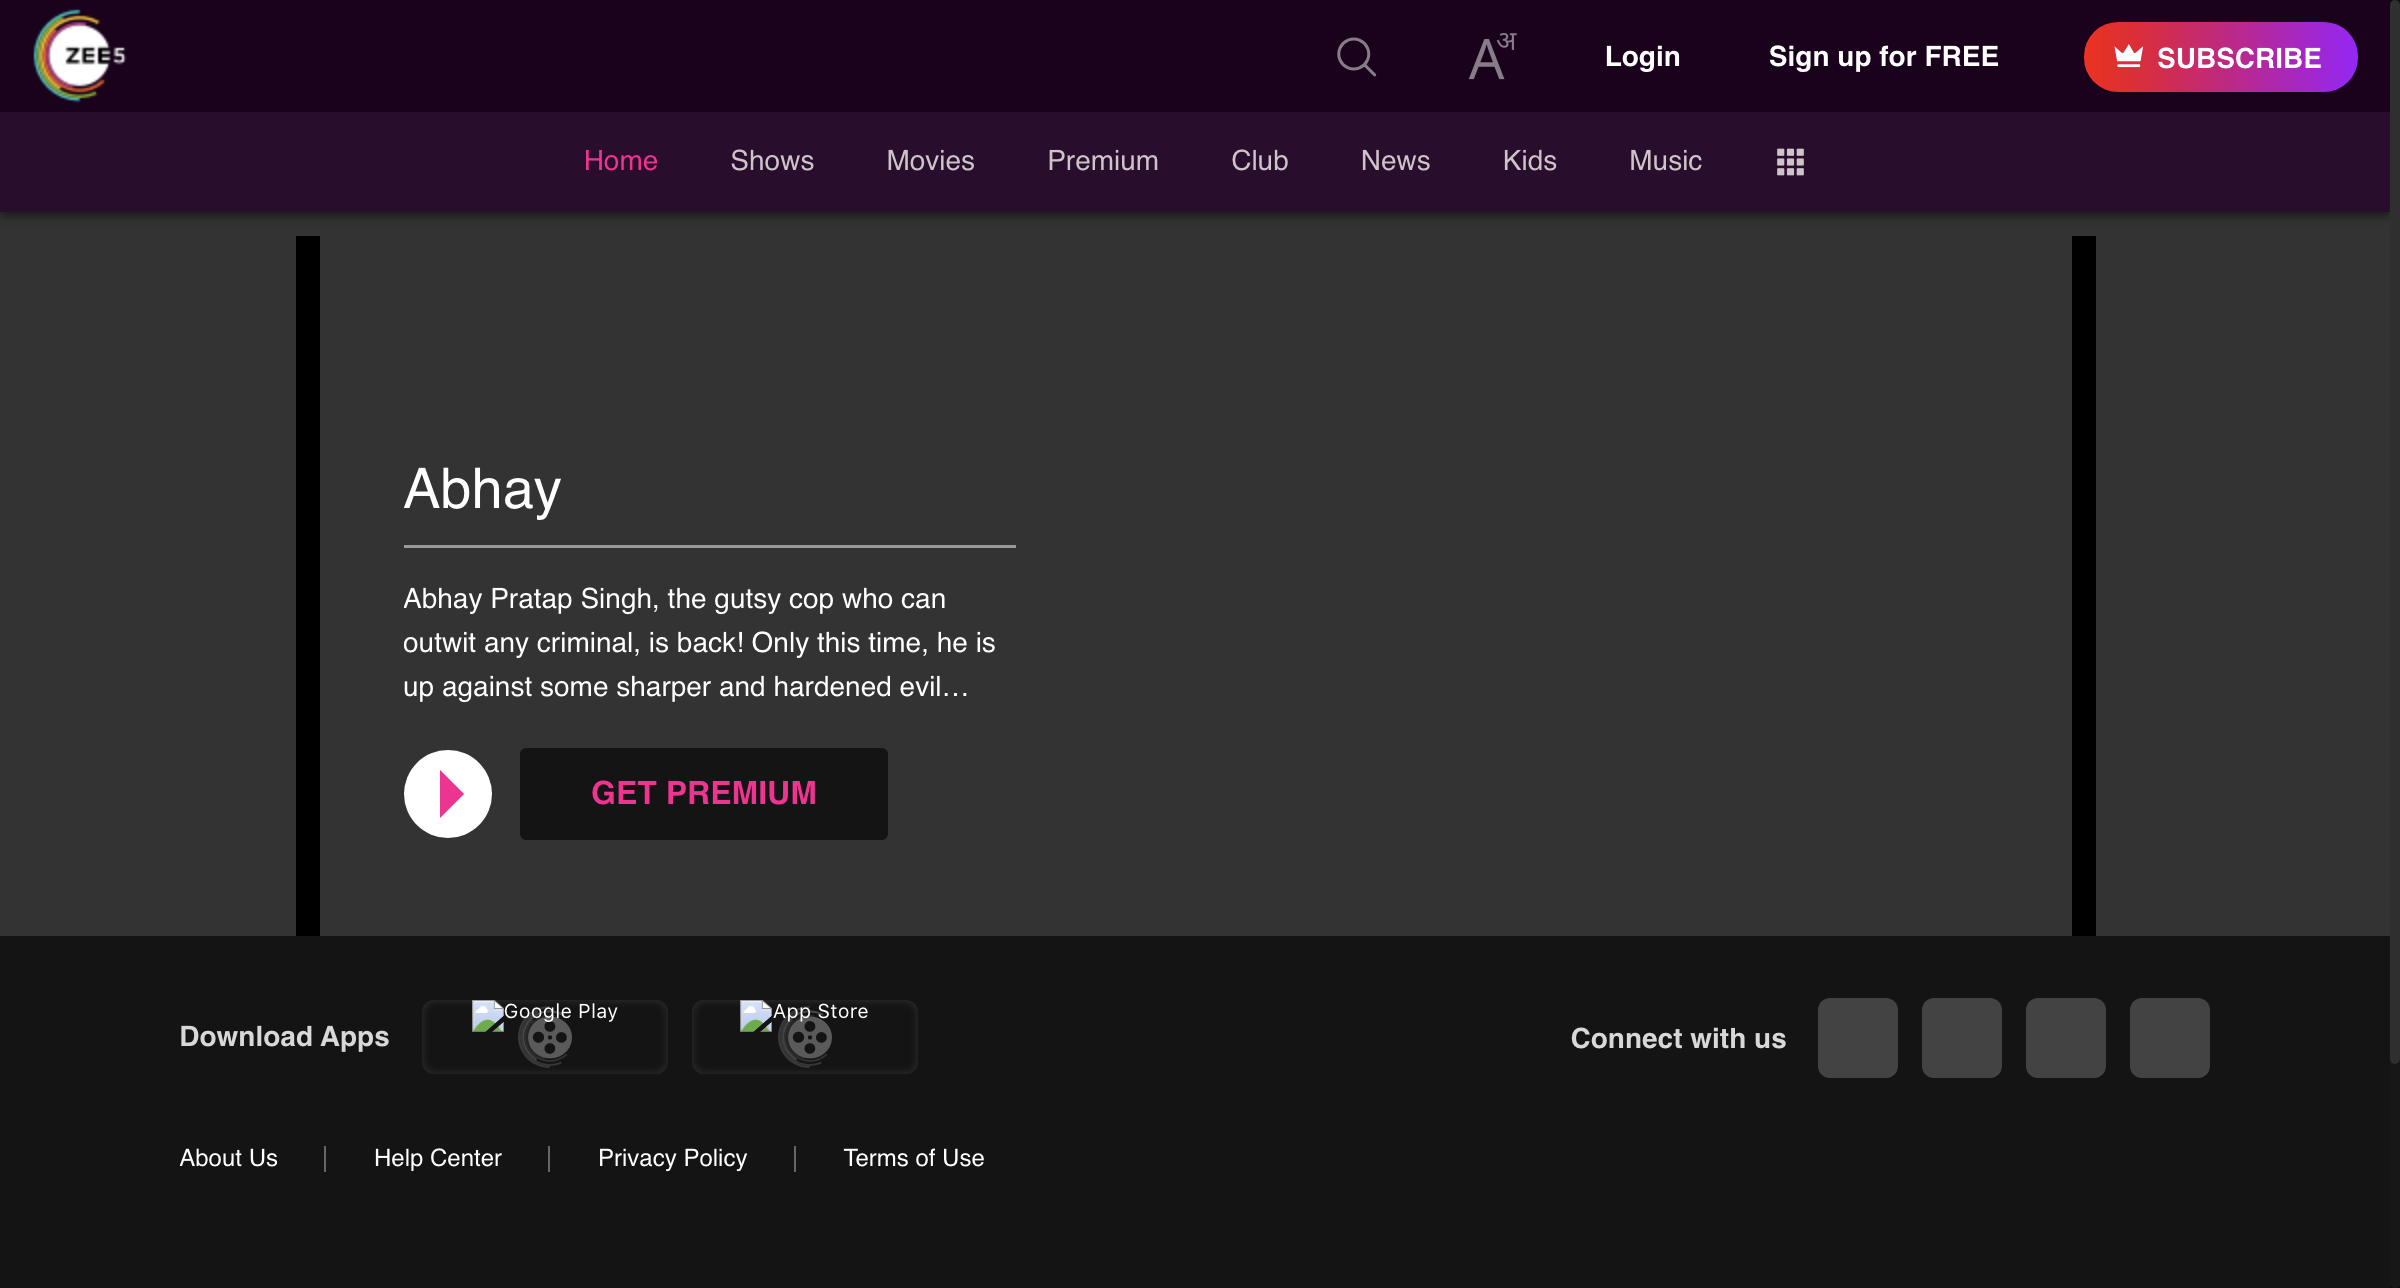 ZEE5
Aअ
Login
Sign up for FREE
SUBSCRIBE
Home
Shows
Movies
Premium
Club
News
Kids
Music
Abhay
Abhay Pratap Singh, the gutsy cop who can
outwit any criminal, is back! Only this time, he is
up against some sharper and hardened evil…
GET PREMIUM
Download Apps
Google Play
App Store
Connect with us
About Us
Help Center
Privacy Policy
Terms of Use